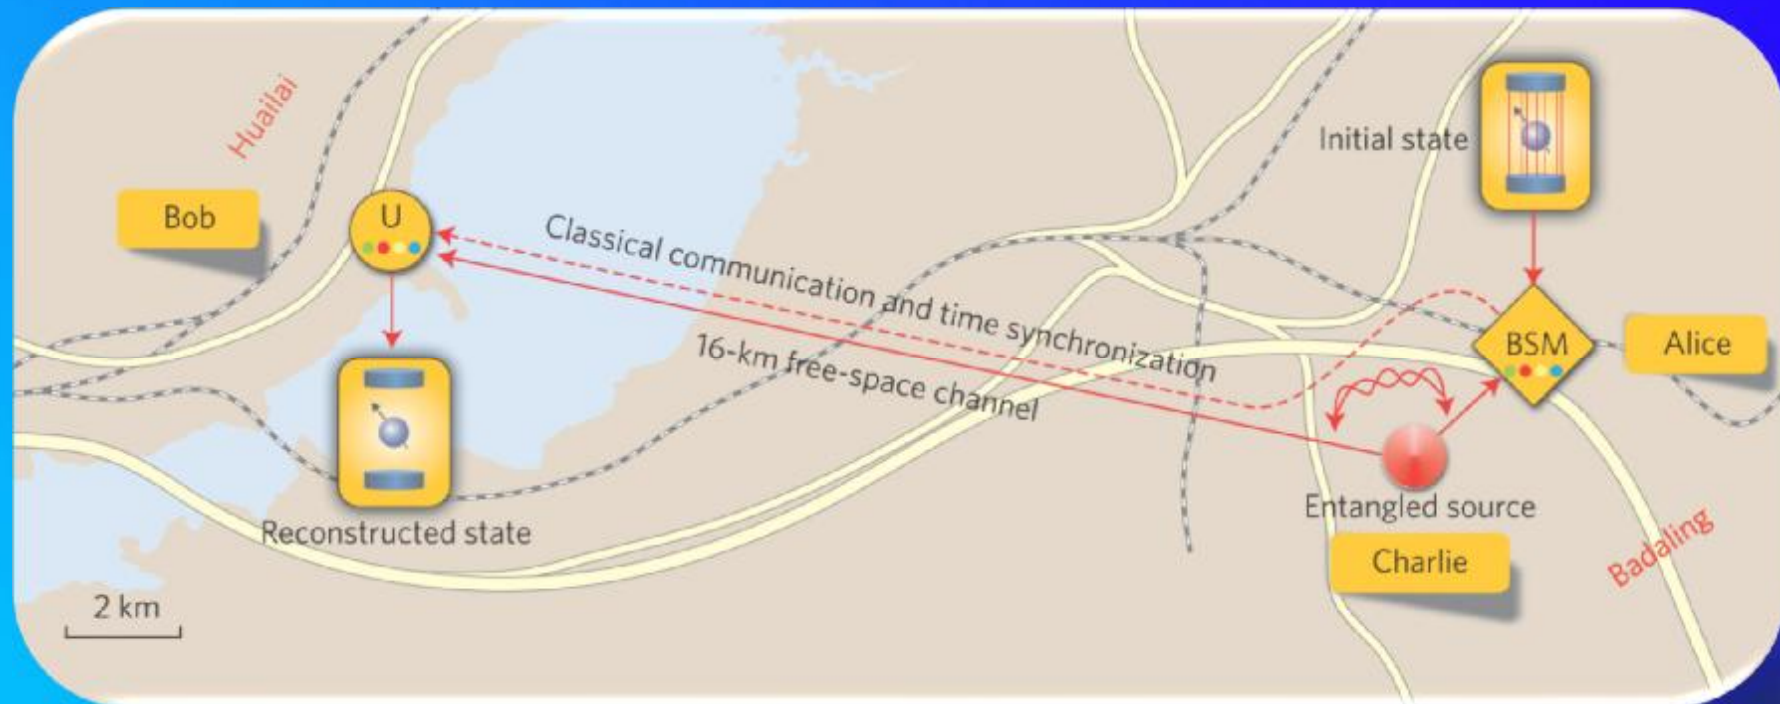 Huailai
Bob
U
Initial state
Classical communication and time synchronization
16-km free-space channel
BSM
Alice
Reconstructed state
Entangled source
Charlie
Badaling
2 km